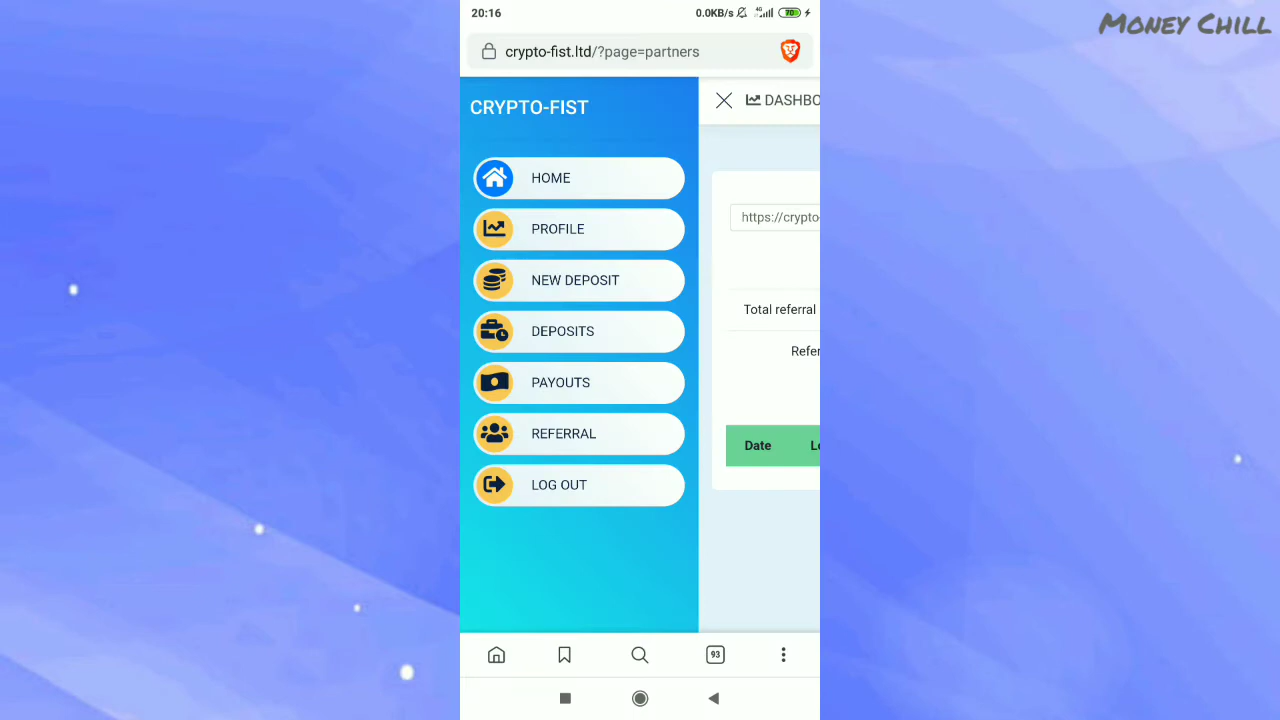 Money Chill
20:16
0.0KB/s 4G 70
crypto-fist.ltd/?page=partners
CRYPTO-FIST
DASHBO
HOME
PROFILE
https://crypto-
NEW DEPOSIT
Total referral
DEPOSITS
Refer
PAYOUTS
REFERRAL
Date
LOG OUT
93